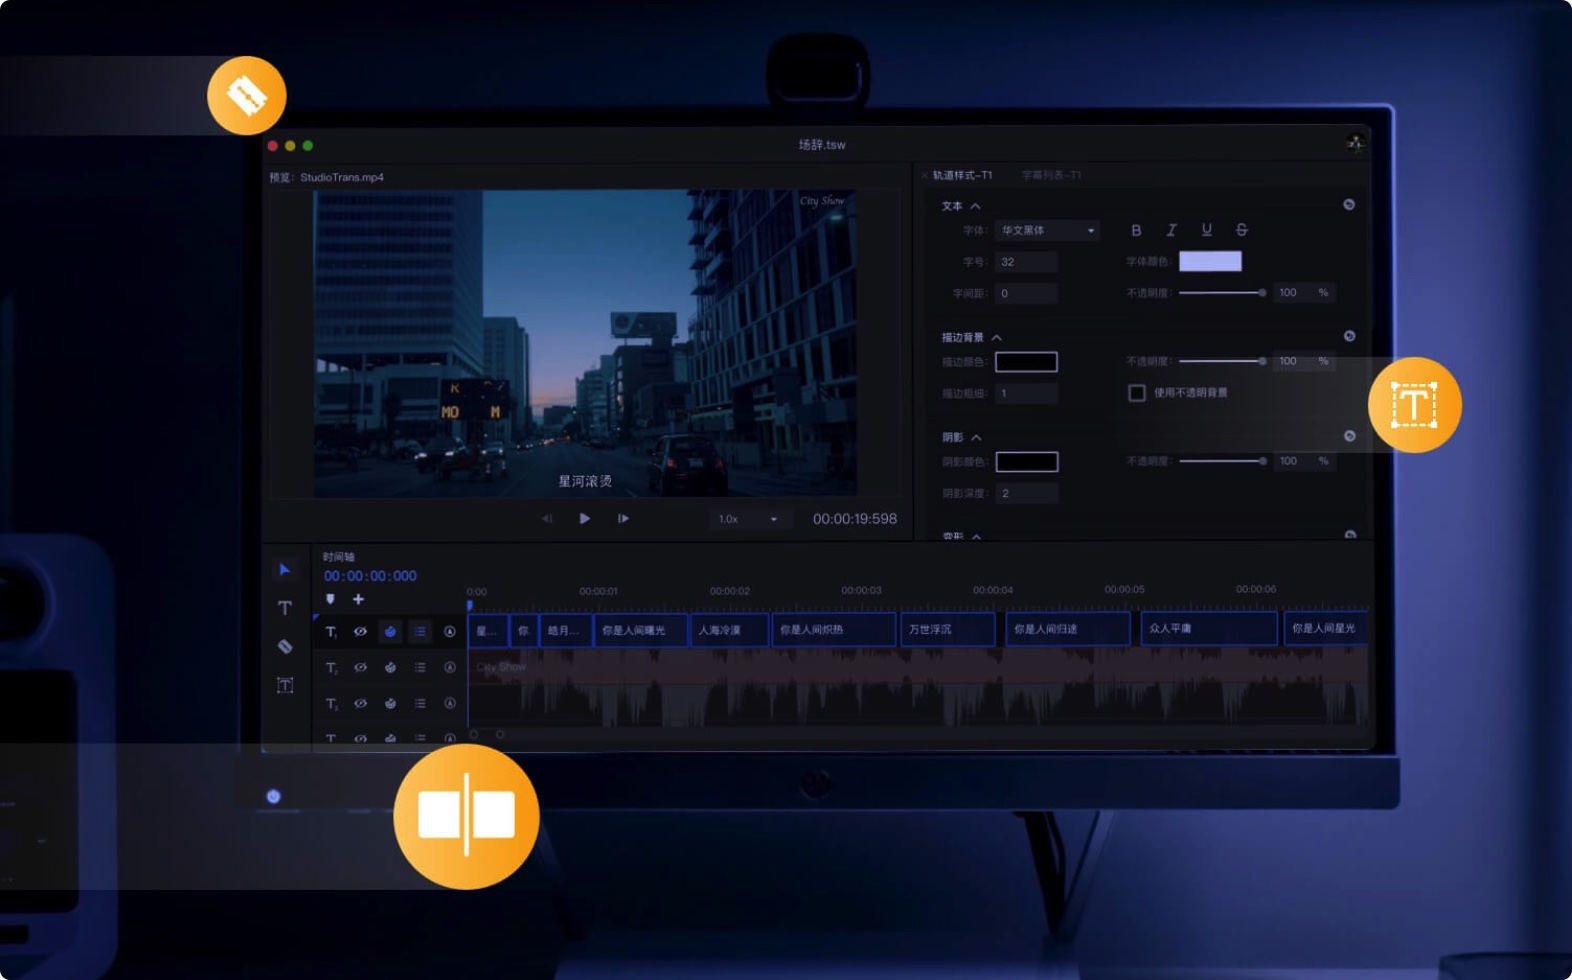 场辞.tsw
预览：StudioTrans.mp4
City Show
K
MO M
星河滚烫
1.0x
00:00:19:598
× 轨道样式-T1 字幕列表-T1
文本
字体： 华文黑体 B I U S
字号： 32 字体颜色：
字间距： 0 不透明度： 100 %
描边背景
描边颜色： 不透明度： 100 %
描边粗细： 1 使用不透明背景
阴影
阴影颜色： 不透明度： 100 %
阴影深度： 2
变形
T
时间轴
00:00:00:000
0:00 00:00:01 00:00:02 00:00:03 00:00:04 00:00:05 00:00:06
T1 星... 你 皓月... 你是人间曙光 人海冷漠 你是人间炽热 万世浮沉 你是人间归途 众人平庸 你是人间星光
T2 City Show
T3
T